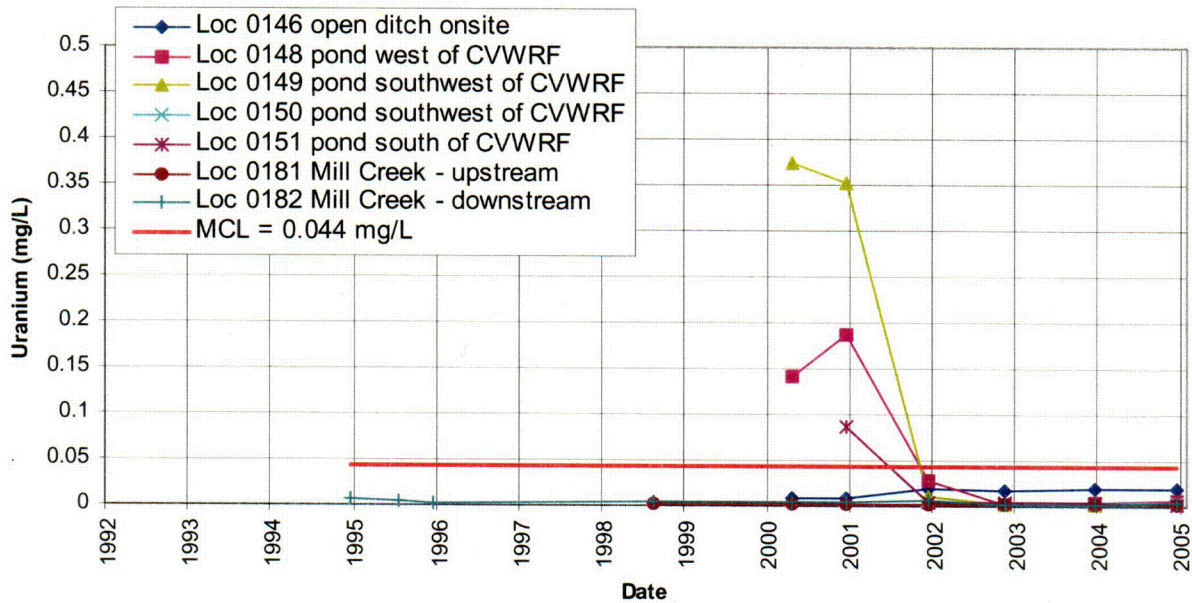 Loc 0146 open ditch onsite
Loc 0148 pond west of CVWRF
Loc 0149 pond southwest of CVWRF
Loc 0150 pond southwest of CVWRF
Loc 0151 pond south of CVWRF
Loc 0181 Mill Creek - upstream
Loc 0182 Mill Creek - downstream
MCL = 0.044 mg/L
Uranium (mg/L)
0.5
0.45
0.4
0.35
0.3
0.25
0.2
0.15
0.1
0.05
0
1992
1993
1994
1995
1996
1997
1998
1999
2000
2001
2002
2003
2004
2005
Date